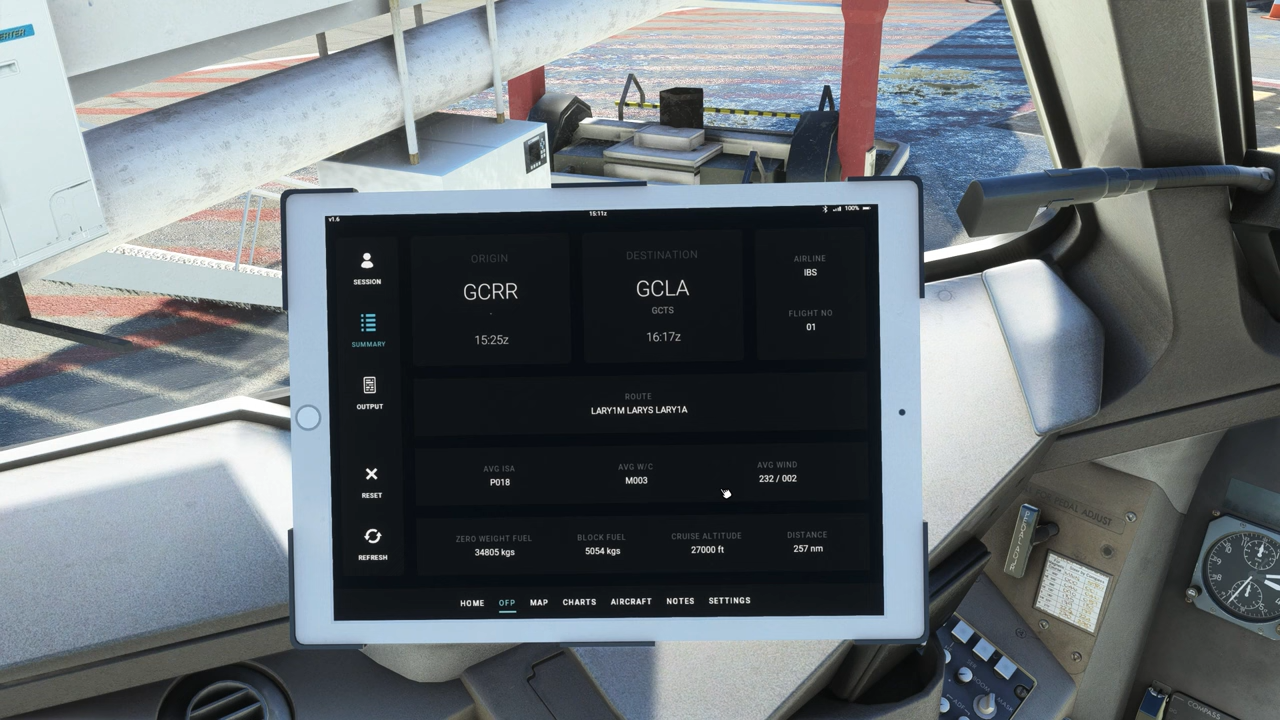 v1.6
15:11z
100%
SESSION
SUMMARY
OUTPUT
RESET
REFRESH
ORIGIN
GCRR
15:25z
DESTINATION
GCLA
GCTS
16:17z
AIRLINE
IBS
FLIGHT NO
01
ROUTE
LARY1M LARYS LARY1A
AVG ISA
P018
AVG W/C
M003
AVG WIND
232 / 002
ZERO WEIGHT FUEL
34805 kgs
BLOCK FUEL
5054 kgs
CRUISE ALTITUDE
27000 ft
DISTANCE
257 nm
HOME OFP MAP CHARTS AIRCRAFT NOTES SETTINGS
PEDAL ADJUST
COMPASS